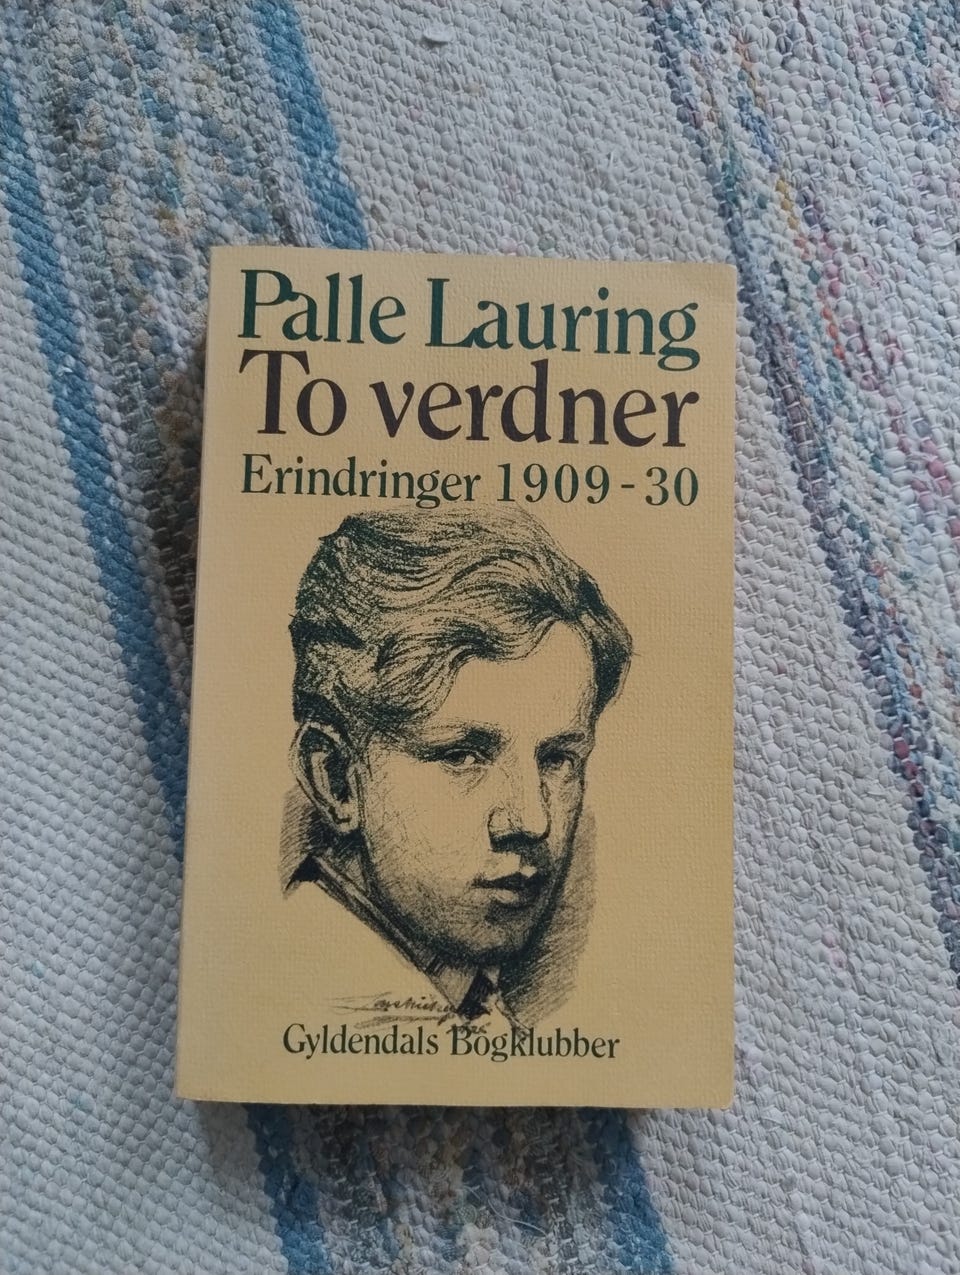 Palle Lauring
To verdner
Erindringer 1909-30
Gyldendals Bogklubber